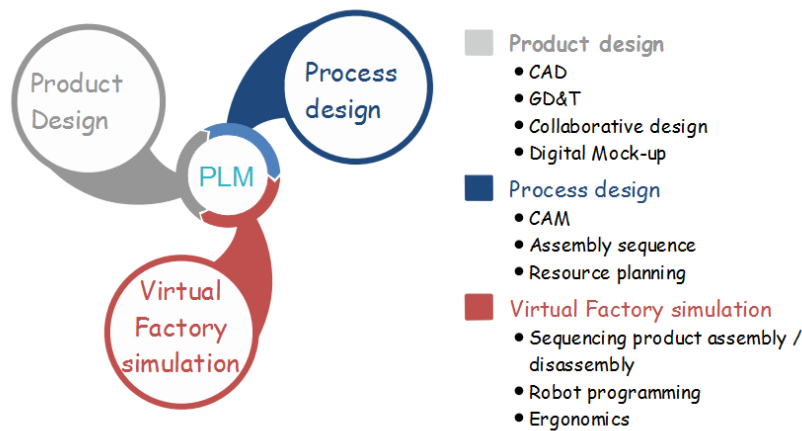 Product
Design
Process
design
PLM
Virtual
Factory
simulation
Product design
• CAD
• GD&T
• Collaborative design
• Digital Mock-up
Process design
• CAM
• Assembly sequence
• Resource planning
Virtual Factory simulation
• Sequencing product assembly /
disassembly
• Robot programming
• Ergonomics